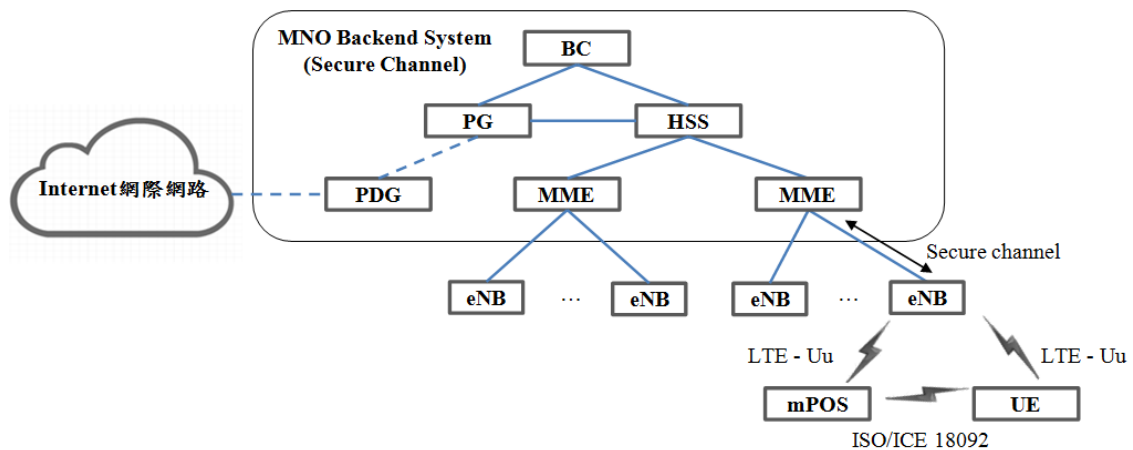 MNO Backend System
(Secure Channel)
BC
PG
HSS
Internet網際網路
PDG
MME
MME
Secure channel
eNB
...
eNB
eNB
...
eNB
LTE - Uu
LTE - Uu
mPOS
UE
ISO/ICE 18092